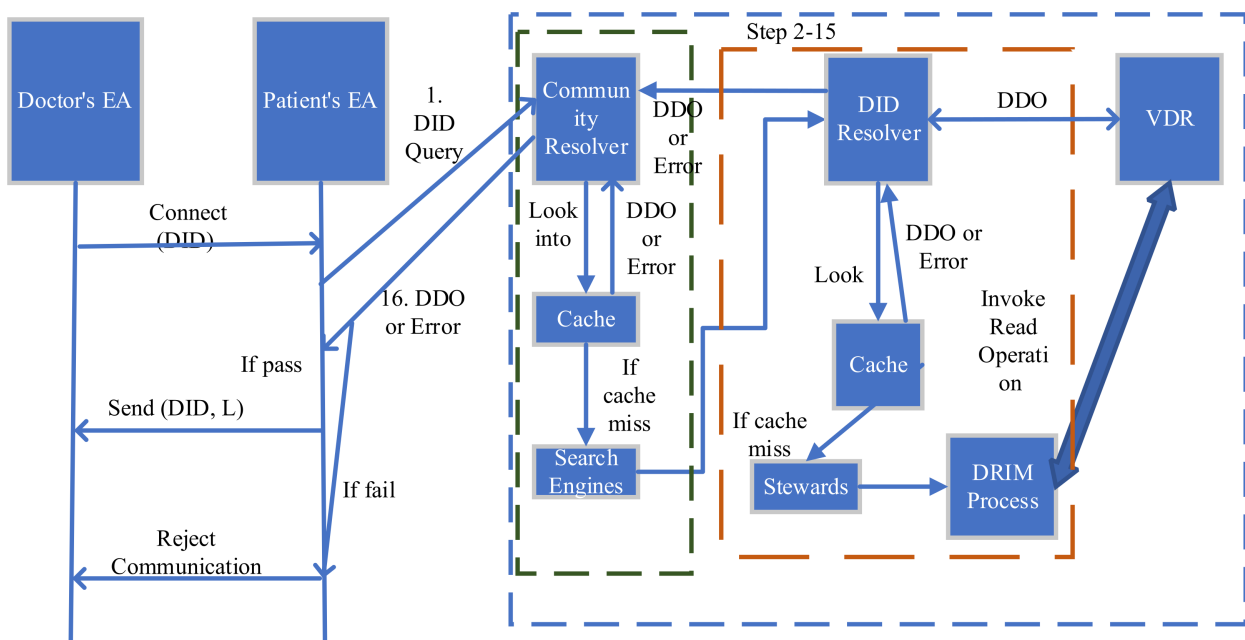 Step 2-15
Doctor's EA
Patient's EA
1.
DID
Query
Commun
ity
Resolver
DDO
or
Error
DID
Resolver
DDO
VDR
Connect
(DID)
Look
into
DDO
or
Error
Look
DDO or
Error
16. DDO
or Error
Cache
Cache
Invoke
Read
Operati
on
If pass
If
cache
miss
Send (DID, L)
If cache
miss
If fail
Search
Engines
Stewards
DRIM
Process
Reject
Communication